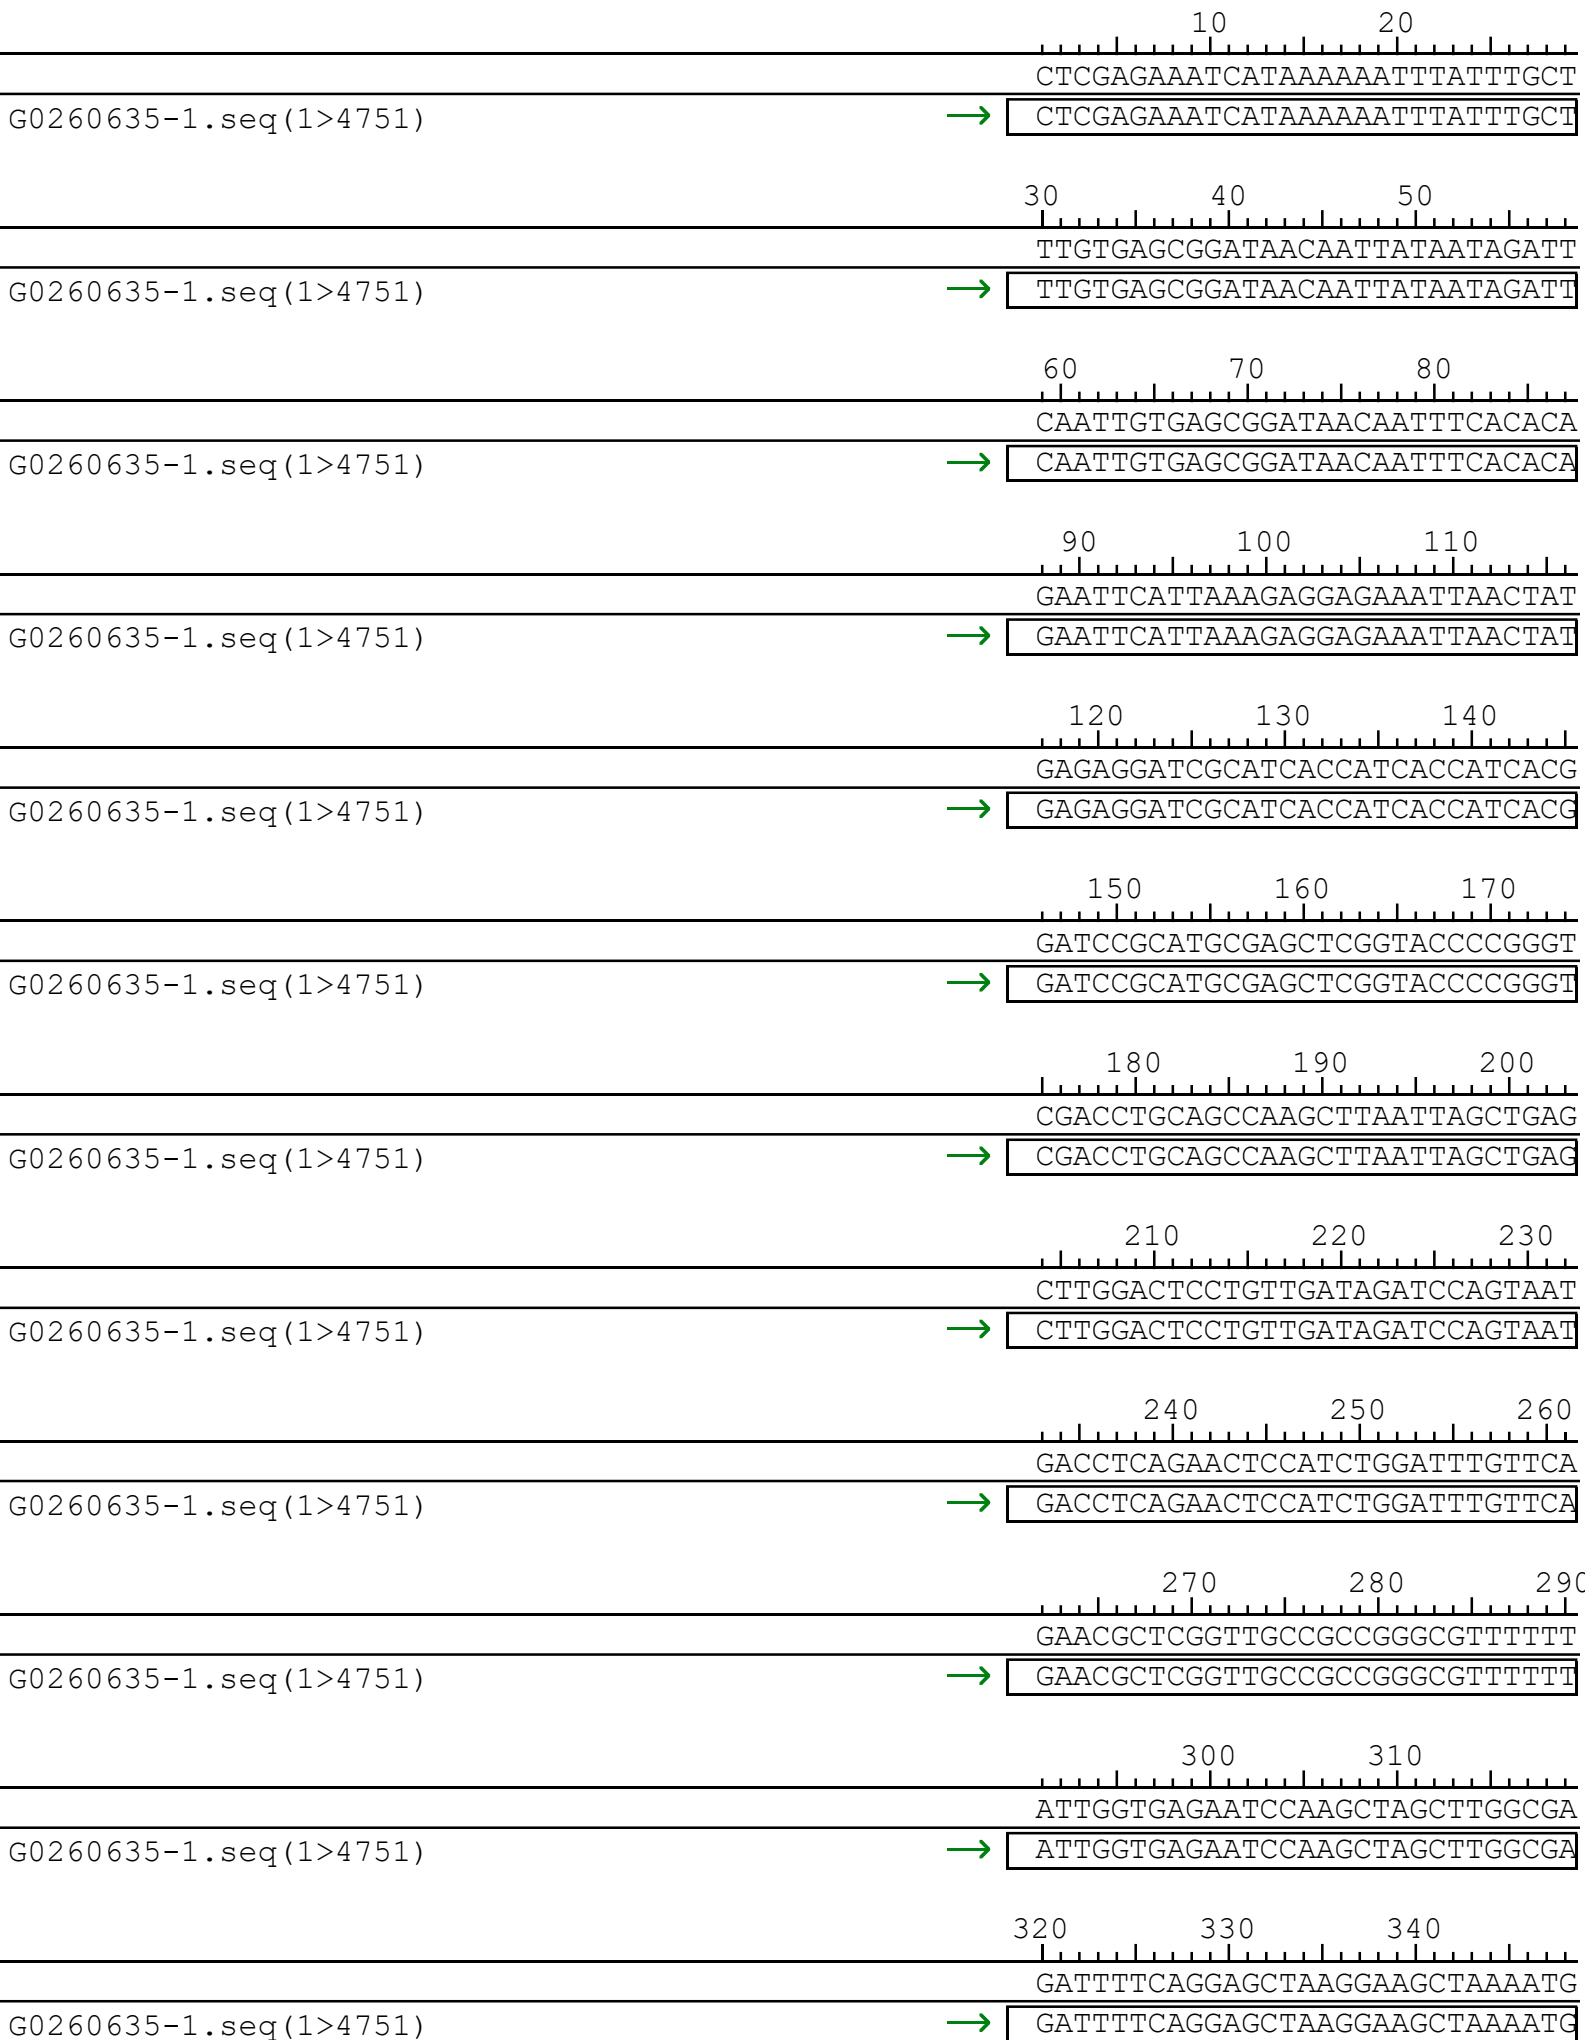 10 20
CTCGAGAAATCATAAAAAATTTATTTGCT
G0260635-1.seq(1>4751) → CTCGAGAAATCATAAAAAATTTATTTGCT
30 40 50
TTGTGAGCGGATAACAATTATAATAGATT
G0260635-1.seq(1>4751) → TTGTGAGCGGATAACAATTATAATAGATT
60 70 80
CAATTGTGAGCGGATAACAATTTCACACA
G0260635-1.seq(1>4751) → CAATTGTGAGCGGATAACAATTTCACACA
90 100 110
GAATTCATTAAAGAGGAGAAATTAACTAT
G0260635-1.seq(1>4751) → GAATTCATTAAAGAGGAGAAATTAACTAT
120 130 140
GAGAGGATCGCATCACCATCACCATCACG
G0260635-1.seq(1>4751) → GAGAGGATCGCATCACCATCACCATCACG
150 160 170
GATCCGCATGCGAGCTCGGTACCCCGGGT
G0260635-1.seq(1>4751) → GATCCGCATGCGAGCTCGGTACCCCGGGT
180 190 200
CGACCTGCAGCCAAGCTTAATTAGCTGAG
G0260635-1.seq(1>4751) → CGACCTGCAGCCAAGCTTAATTAGCTGAG
210 220 230
CTTGGACTCCTGTTGATAGATCCAGTAAT
G0260635-1.seq(1>4751) → CTTGGACTCCTGTTGATAGATCCAGTAAT
240 250 260
GACCTCAGAACTCCATCTGGATTTGTTCA
G0260635-1.seq(1>4751) → GACCTCAGAACTCCATCTGGATTTGTTCA
270 280 290
GAACGCTCGGTTGCCGCCGGGCGTTTTTT
G0260635-1.seq(1>4751) → GAACGCTCGGTTGCCGCCGGGCGTTTTTT
300 310
ATTGGTGAGAATCCAAGCTAGCTTGGCGA
G0260635-1.seq(1>4751) → ATTGGTGAGAATCCAAGCTAGCTTGGCGA
320 330 340
GATTTTCAGGAGCTAAGGAAGCTAAAATG
G0260635-1.seq(1>4751) → GATTTTCAGGAGCTAAGGAAGCTAAAATG